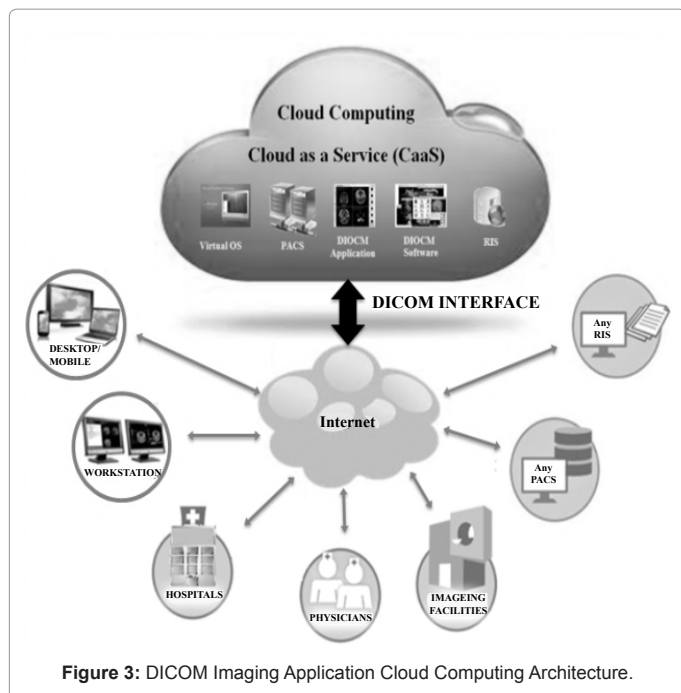 Cloud Computing
Cloud as a Service (CaaS)
Virtual OS
PACS
DIOCM
Application
DIOCM
Software
RIS
DICOM INTERFACE
DESKTOP/
MOBILE
Any
RIS
Internet
WORKSTATION
Any
PACS
HOSPITALS
PHYSICIANS
IMAGEING
FACILITIES
Figure 3: DICOM Imaging Application Cloud Computing Architecture.